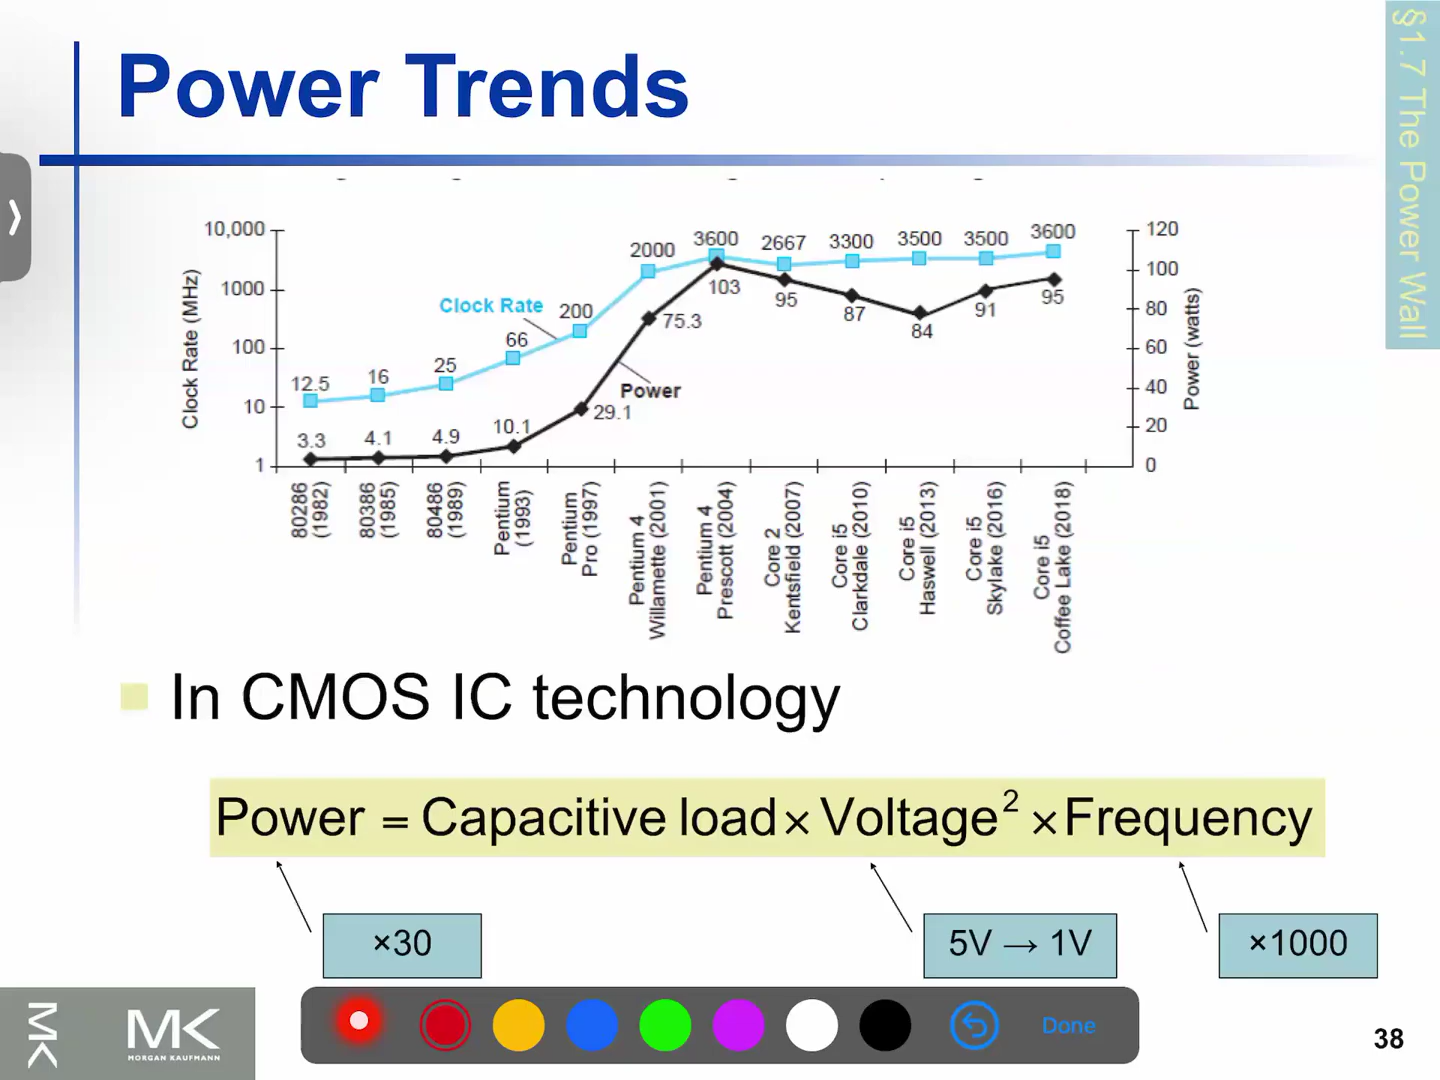 Power Trends
§1.7 The Power Wall
10,000
1000
100
10
1
Clock Rate (MHz)
120
100
80
60
40
20
0
Power (watts)
Clock Rate
Power
12.5
16
25
66
200
2000
3600
2667
3300
3500
3500
3600
3.3
4.1
4.9
10.1
29.1
75.3
103
95
87
84
91
95
80286
(1982)
80386
(1985)
80486
(1989)
Pentium
(1993)
Pentium
Pro (1997)
Pentium 4
Willamette (2001)
Pentium 4
Prescott (2004)
Core 2
Kentsfield (2007)
Core i5
Clarkdale (2010)
Core i5
Haswell (2013)
Core i5
Skylake (2016)
Core i5
Coffee Lake (2018)
In CMOS IC technology
Power = Capacitive load × Voltage² × Frequency
×30
5V → 1V
×1000
MK
MK
MORGAN KAUFMANN
Done
38